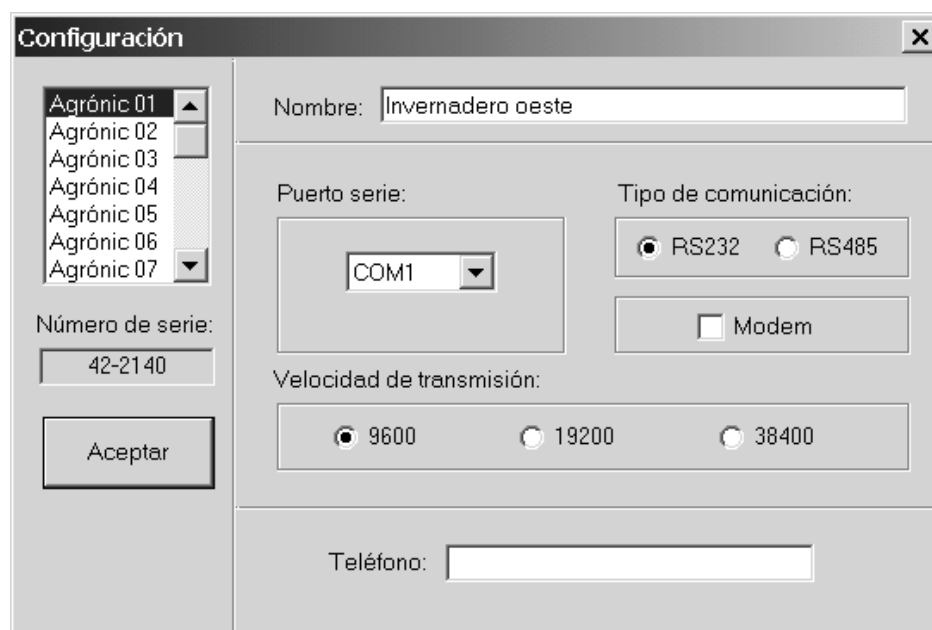 Configuración
Agrónic 01
Agrónic 02
Agrónic 03
Agrónic 04
Agrónic 05
Agrónic 06
Agrónic 07
Número de serie:
42-2140
Aceptar
Nombre: Invernadero oeste
Puerto serie:
COM1
Tipo de comunicación:
RS232 RS485
Modem
Velocidad de transmisión:
9600 19200 38400
Teléfono: